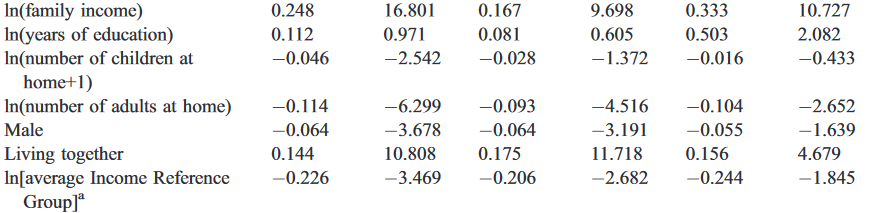 ln(family income) 0.248 16.801 0.167 9.698 0.333 10.727
ln(years of education) 0.112 0.971 0.081 0.605 0.503 2.082
ln(number of children at −0.046 −2.542 −0.028 −1.372 −0.016 −0.433
home+1)
ln(number of adults at home) −0.114 −6.299 −0.093 −4.516 −0.104 −2.652
Male −0.064 −3.678 −0.064 −3.191 −0.055 −1.639
Living together 0.144 10.808 0.175 11.718 0.156 4.679
ln[average Income Reference −0.226 −3.469 −0.206 −2.682 −0.244 −1.845
Group]ᵃ